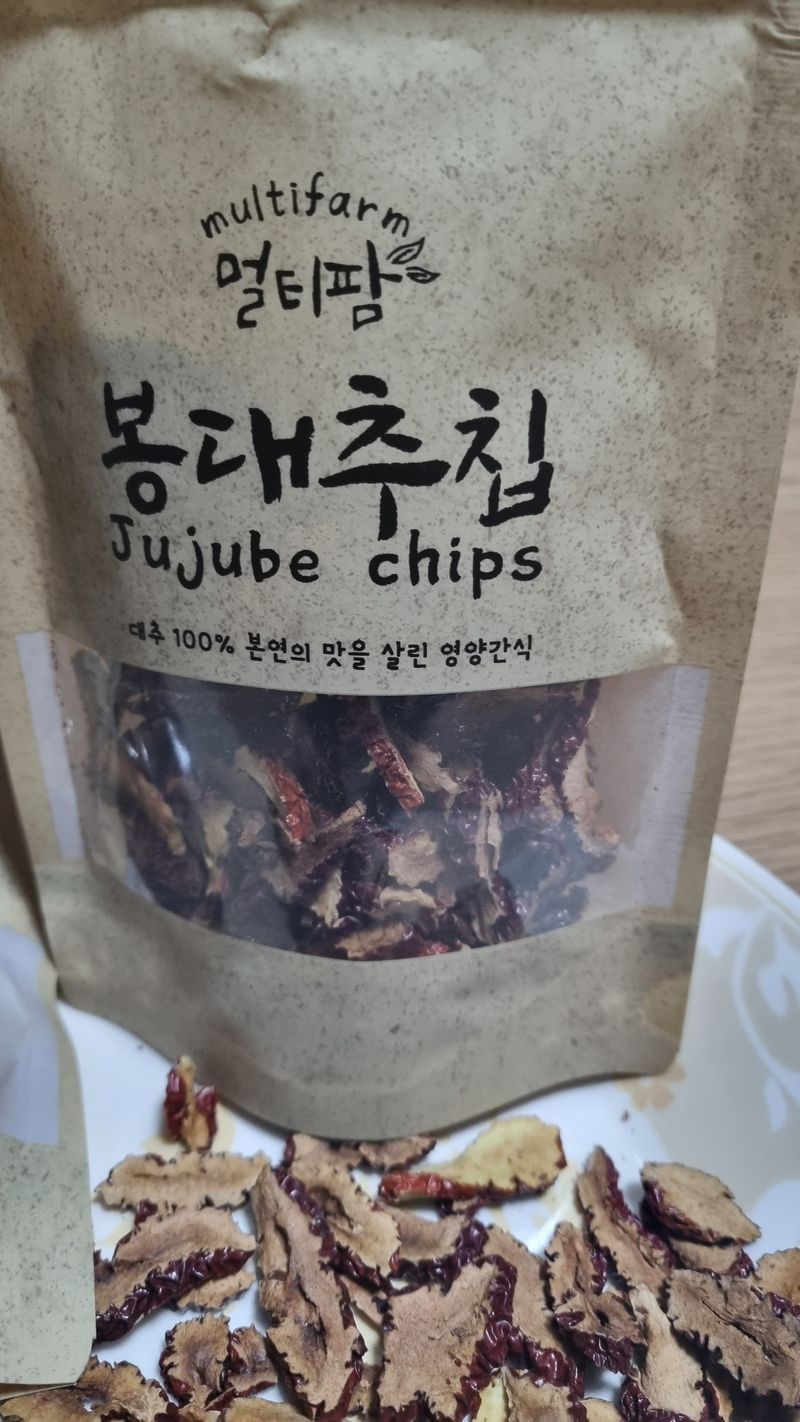 multifarm
멀티팜
봉대추칩
Jujube chips
대추 100% 본연의 맛을 살린 영양간식